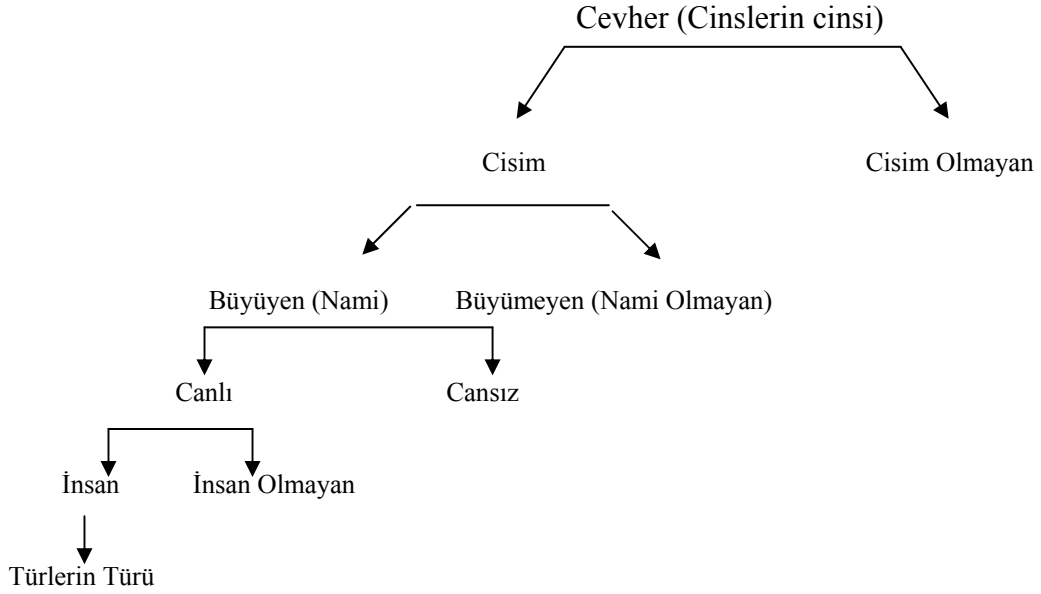 Cevher (Cinslerin cinsi)
Cisim
Cisim Olmayan
Büyüyen (Nami)
Büyümeyen (Nami Olmayan)
Canlı
Cansız
İnsan
İnsan Olmayan
Türlerin Türü